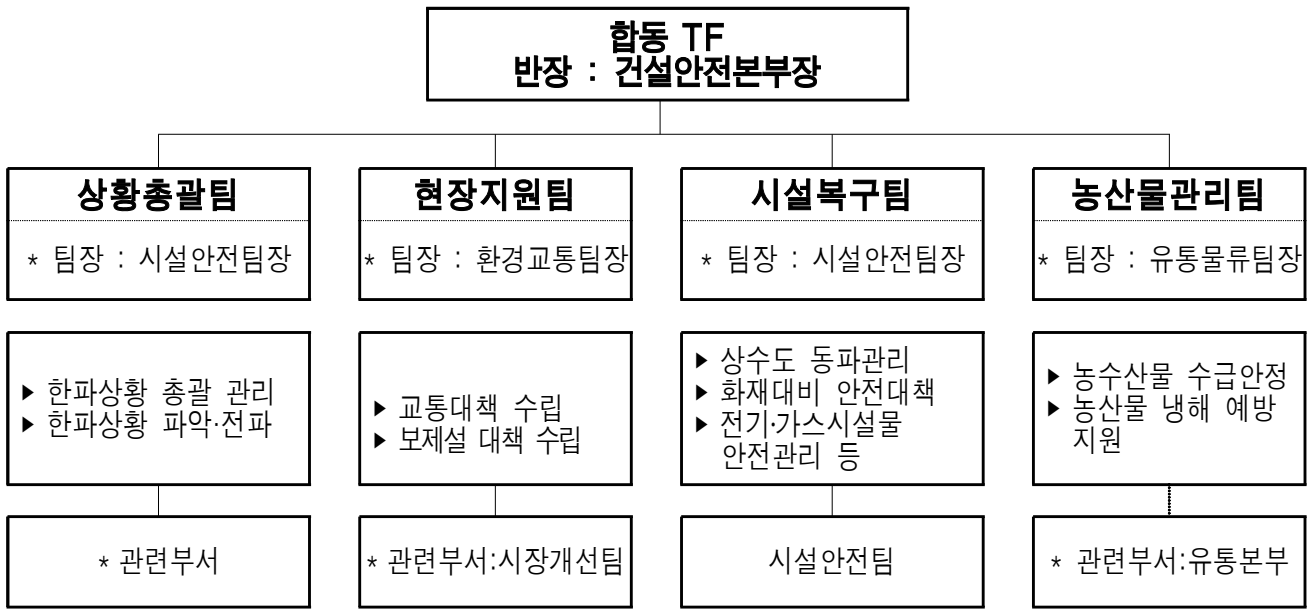 합동 TF
반장 : 건설안전본부장
상황총괄팀
* 팀장 : 시설안전팀장
▶ 한파상황 총괄 관리
▶ 한파상황 파악·전파
* 관련부서
현장지원팀
* 팀장 : 환경교통팀장
▶ 교통대책 수립
▶ 보제설 대책 수립
* 관련부서:시장개선팀
시설복구팀
* 팀장 : 시설안전팀장
▶ 상수도 동파관리
▶ 화재대비 안전대책
▶ 전기·가스시설물
안전관리 등
시설안전팀
농산물관리팀
* 팀장 : 유통물류팀장
▶ 농수산물 수급안정
▶ 농산물 냉해 예방
지원
* 관련부서:유통본부